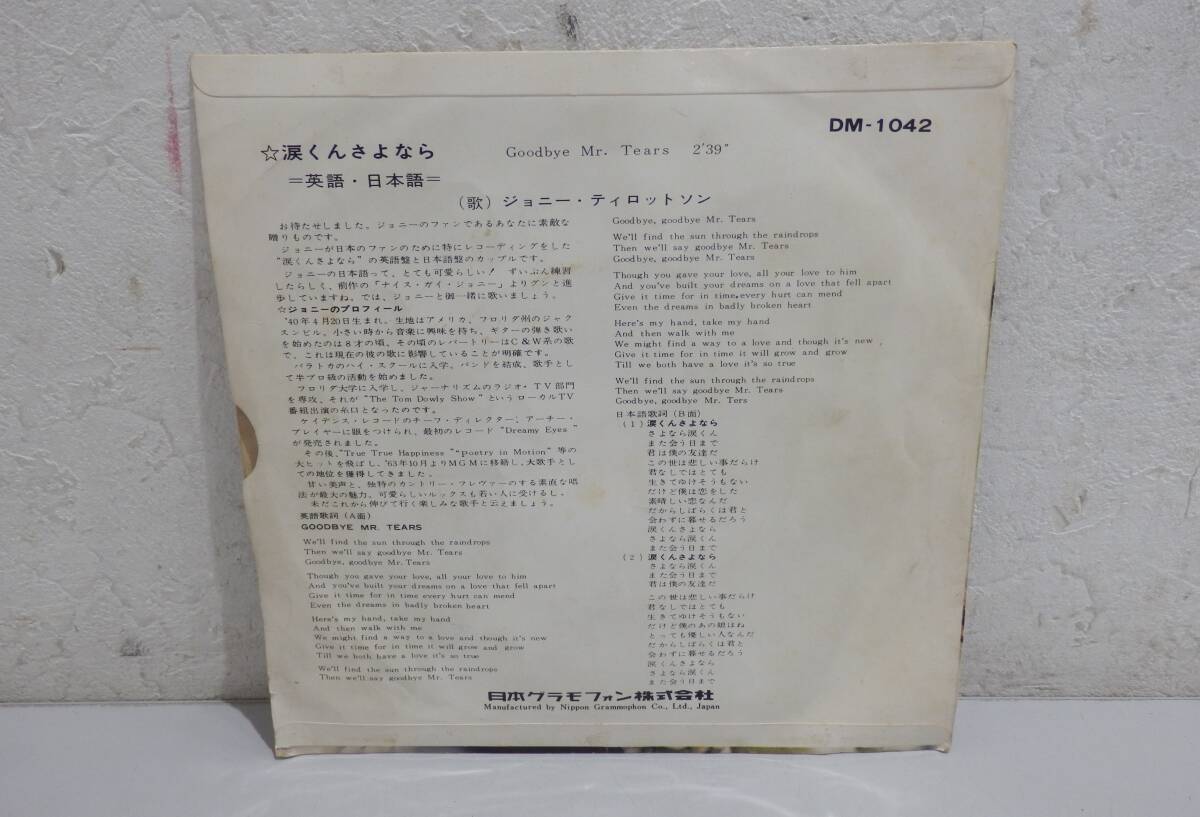 DM-1042
☆涙くんさよなら Goodbye Mr. Tears 2'39"
=英語・日本語=
(歌) ジョニー・ティロットソン
お待たせしました。ジョニーのファンであるあなたに素敵な
贈りものです。
ジョニーが日本のファンのために特にレコーディングをした
"涙くんさよなら"の英語盤と日本語盤のカップルです。
ジョニーの日本語って、とても可愛らしい! ずいぶん練習
したらしく、前作の「ナイス・ガイ・ジョニー」よりグンと進
歩していますね。では、ジョニーと御一緒に歌いましょう。
☆ジョニーのプロフィール
'40年4月20日生まれ。生地はアメリカ、フロリダ州のジャク
スンビル。小さい時から音楽に興味を持ち、ギターの弾き歌い
を始めたのは8才の頃。その頃のレパートリーはC&W系の歌
で、これは現在の彼の歌に影響していることが明確です。
パラトカのハイ・スクールに入学。バンドを結成、歌手とし
て半プロ級の活動を始めました。
フロリダ大学に入学し、ジャーナリズムのラジオ・TV部門
を専攻、それが"The Tom Dowly Show"というローカルTV
番組出演の糸口となったのです。
ケイデンス・レコードのチーフ・ディレクター、アーチー・
ブレイヤーに眼をつけられ、最初のレコード"Dreamy Eyes"
が発売されました。
その後、"True True Happiness" "Poetry in Motion"等の
大ヒットを飛ばし、'63年10月よりMGMに移籍し、大歌手とし
ての地位を獲得してきました。
甘い美声と、独特のカントリー・フレヴァーのする素直な唱
法が最大の魅力。可愛らしいルックスも若い人に受けるし、
末だこれから伸びて行く楽しみな歌手と云えましょう。
英語歌詞(A面)
GOODBYE MR. TEARS
We'll find the sun through the raindrops
Then we'll say goodbye Mr. Tears
Goodbye, goodbye Mr. Tears
Though you gave your love, all your love to him
And you've built your dreams on a love that fell apart
Give it time for in time every hurt can mend
Even the dreams in badly broken heart
Here's my hand, take my hand
And then walk with me
We might find a way to a love and though it's new
Give it time for in time it will grow and grow
Till we both have a love it's so true
We'll find the sun through the raindrops
Then we'll say goodbye Mr. Tears
Goodbye, goodbye Mr. Tears
We'll find the sun through the raindrops
Then we'll say goodbye Mr. Tears
Goodbye, goodbye Mr. Tears
Though you gave your love, all your love to him
And you've built your dreams on a love that fell apart
Give it time for in time, every hurt can mend
Even the dreams in badly broken heart
Here's my hand, take my hand
And then walk with me
We might find a way to a love and though it's new
Give it time for in time it will grow and grow
Till we both have a love it's so true
We'll find the sun through the raindrops
Then we'll say goodbye Mr. Tears
Goodbye, goodbye Mr. Ters
日本語歌詞(B面)
(1) 涙くんさよなら
さよなら涙くん
また会う日まで
君は僕の友達だ
この世は悲しい事だらけ
君なしではとても
生きてゆけそうもない
だけど僕は恋をした
素晴しい恋なんだ
だからしばらくは君と
会わずに暮せるだろう
涙くんさよなら
さよなら涙くん
また会う日まで
(2) 涙くんさよなら
さよなら涙くん
また会う日まで
君は僕の友達だ
この世は悲しい事だらけ
君なしではとても
生きてゆけそうもない
だけど僕のあの娘はね
とっても優しい人なんだ
だからしばらくは君と
会わずに暮せるだろう
涙くんさよなら
さよなら涙くん
また会う日まで
日本グラモフォン株式会社
Manufactured by Nippon Grammophon Co., Ltd., Japan